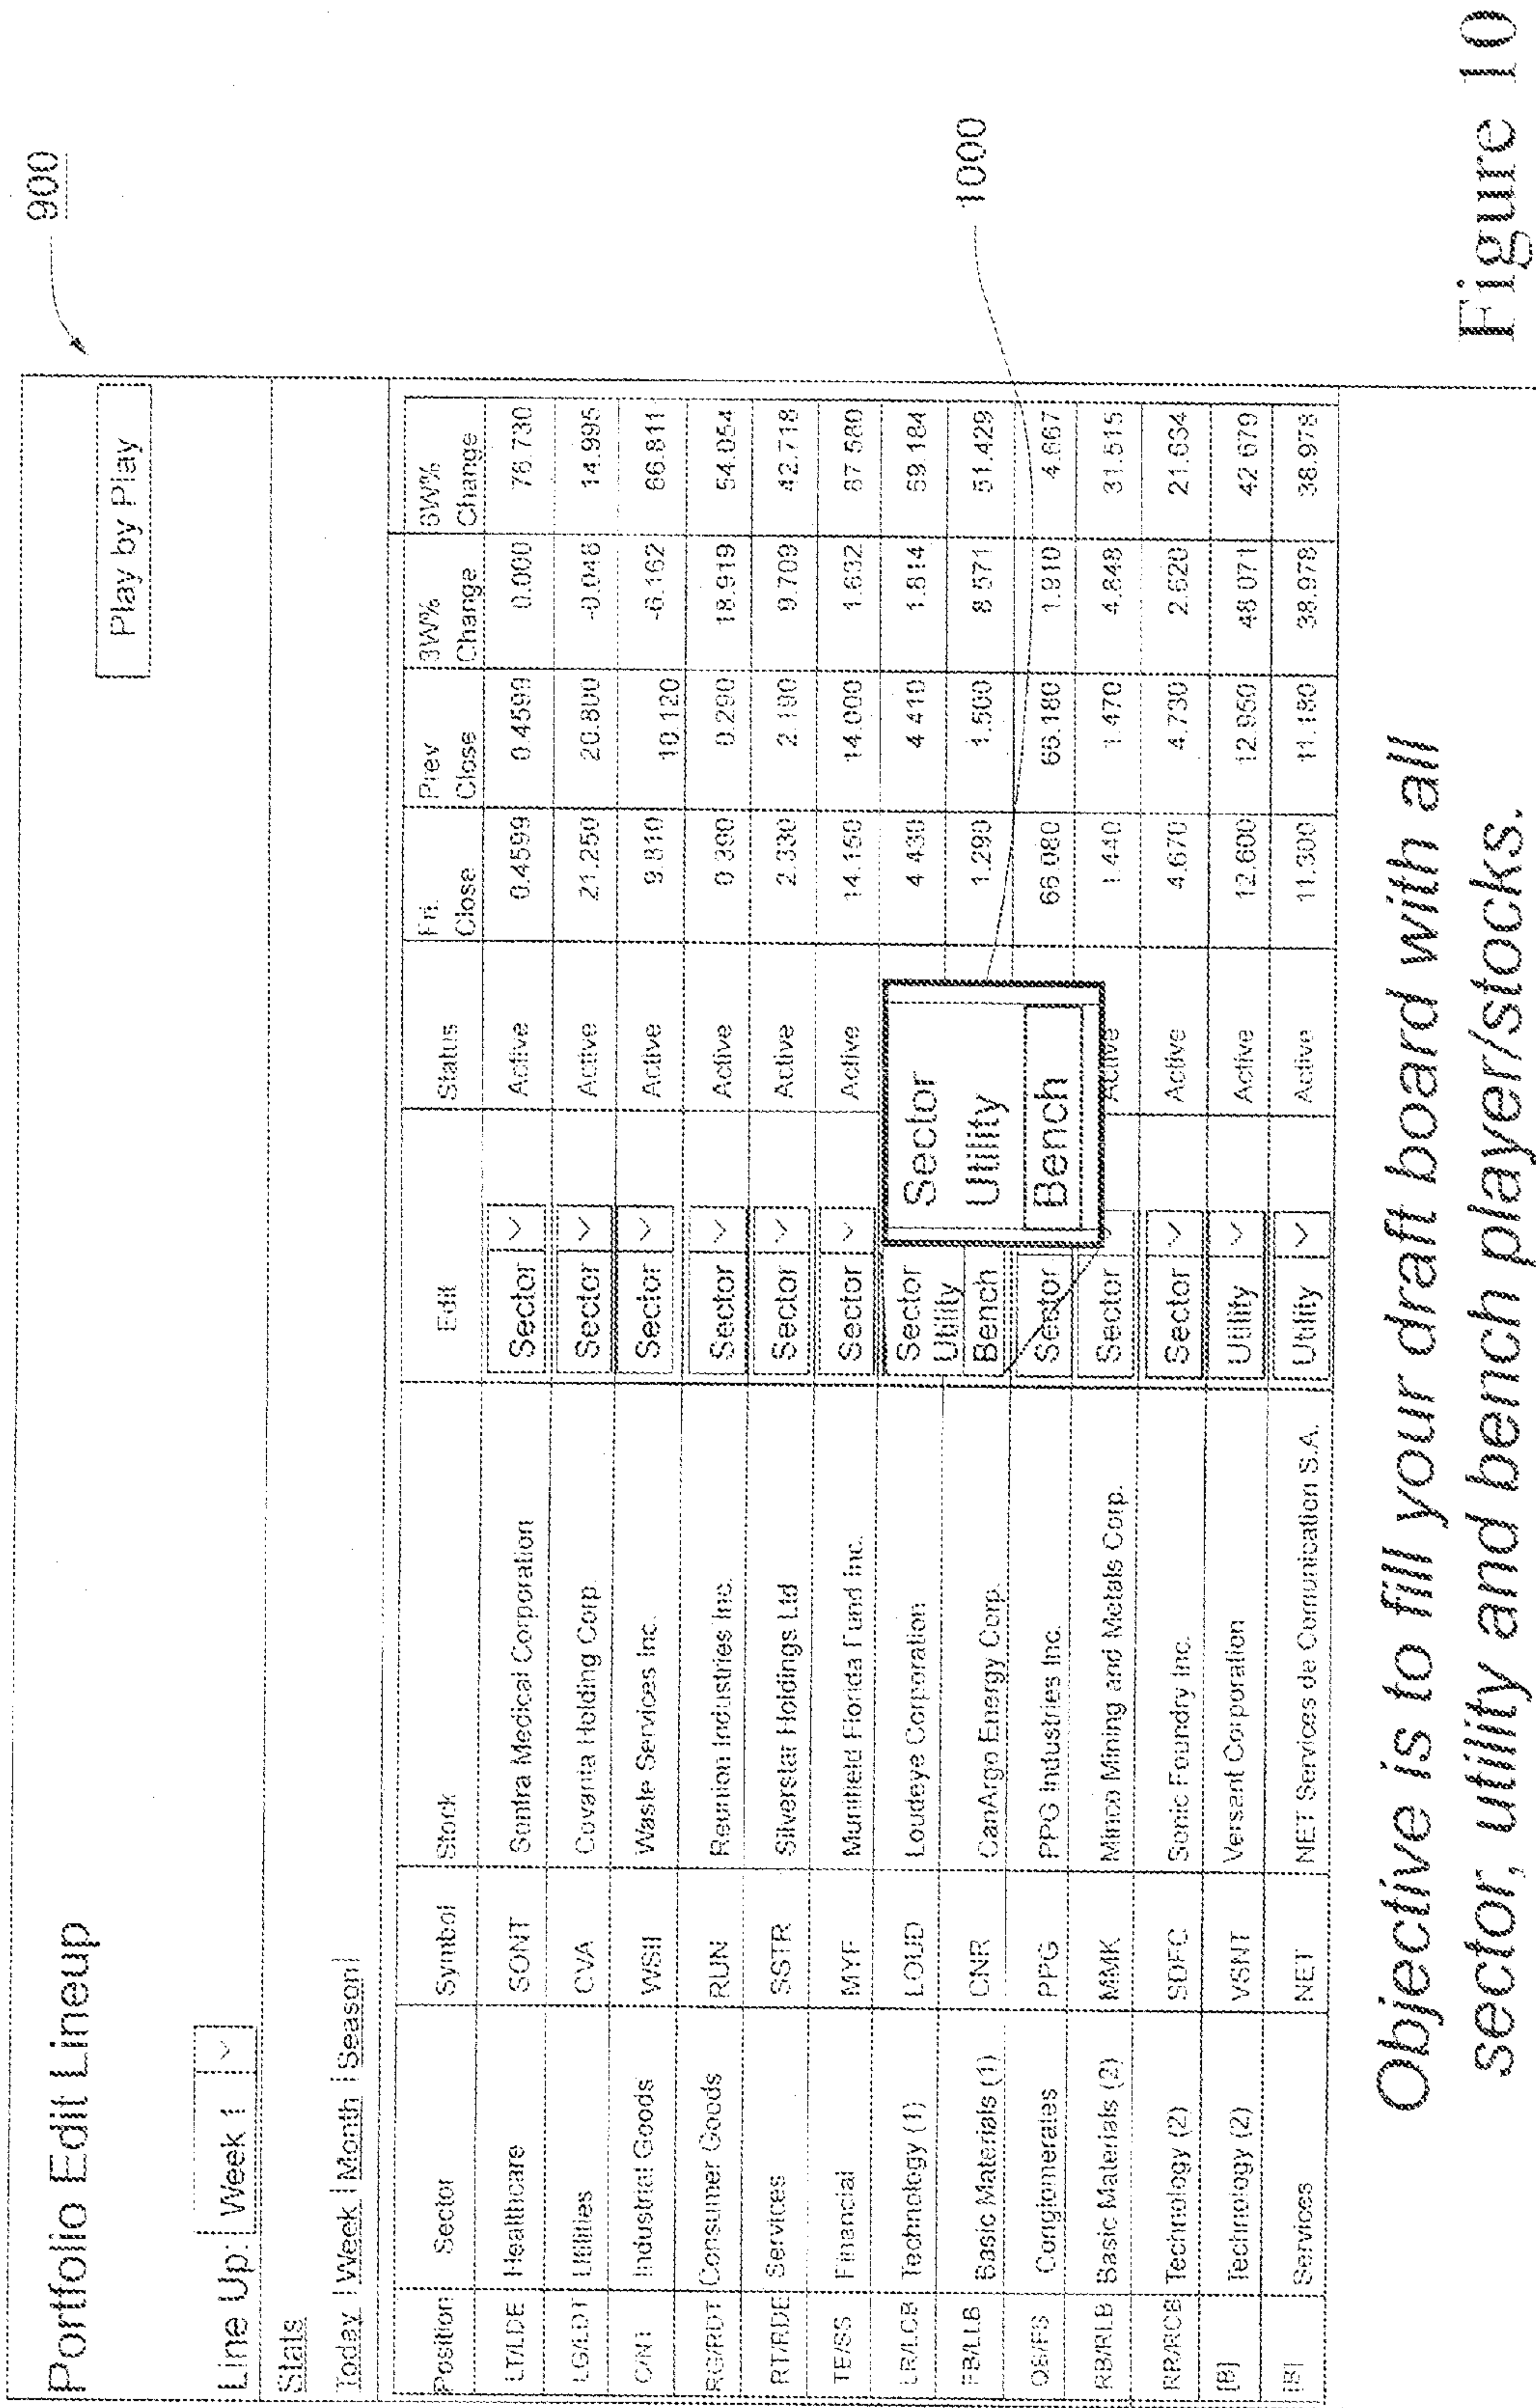 900
Portfolio Edit Lineup
Play by Play
Line Up: Week 1
Stats
Today | Week | Month | Season |
Position Sector Symbol Stock Edit Status Fri. Close Prev Close 3W% Change 6W% Change
LT/LDE Healthcare SONT Sontra Medical Corporation Sector Active 0.4599 0.4599 0.000 76.730
LG/LDT Utilities CVA Covanta Holding Corp. Sector Active 21.250 20.800 -0.048 14.995
C/NT Industrial Goods WSII Waste Services Inc. Sector Active 9.810 10.120 -6.162 66.811
RG/RDT Consumer Goods RUN Reunion Industries Inc. Sector Active 0.390 0.290 18.919 54.054
RT/RDE Services SSTR Silverstar Holdings Ltd Sector Active 2.330 2.190 9.709 42.718
TE/SS Financial MYF Munifield Florida Fund Inc. Sector Active 14.150 14.000 1.632 67.580
LR/LCB Technology (1) LOUD Loudeye Corporation Sector Utility 4.430 4.410 1.814 69.184
FB/LLB Basic Materials (1) CNR CanArgo Energy Corp. Bench 1.290 1.500 8.571 51.429
QB/FS Conglomerates PPG PPG Industries Inc. Sector 66.080 66.180 1.910 4.667
RB/RLB Basic Materials (2) MMK Minco Mining and Metals Corp. Sector Active 1.440 1.470 4.848 31.515
RR/RCB Technology (2) SDFC Sonic Foundry Inc. Sector Active 4.670 4.730 2.620 21.634
[B] Technology (2) VSNT Versant Corporation Utility Active 12.600 12.950 48.071 42.679
[B] Services NET NET Services de Comunication S.A. Utility Active 11.300 11.180 38.978 38.978
Sector
Utility
Bench
1000
Objective is to fill your draft board with all
sector, utility and bench player/stocks.
Figure 10